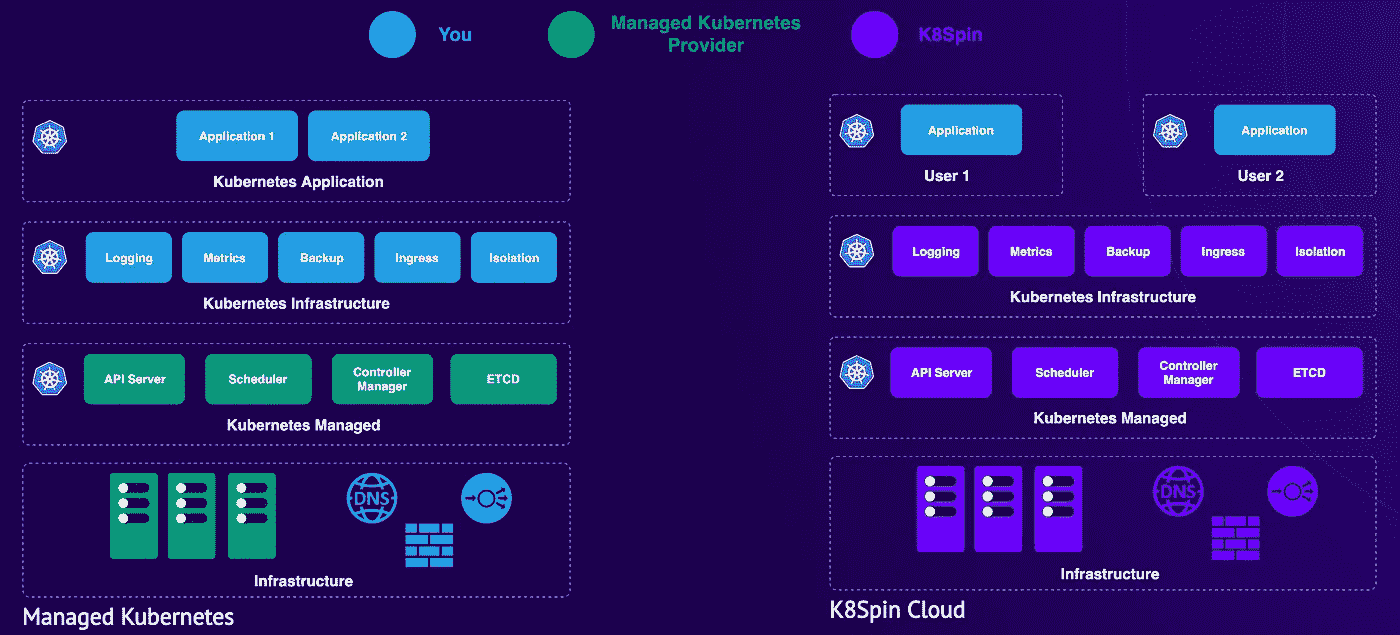 You
Managed Kubernetes
Provider
K8Spin
Application 1
Application 2
Kubernetes Application
Logging
Metrics
Backup
Ingress
Isolation
Kubernetes Infrastructure
API Server
Scheduler
Controller
Manager
ETCD
Kubernetes Managed
DNS
Infrastructure
Managed Kubernetes
Application
User 1
Application
User 2
Logging
Metrics
Backup
Ingress
Isolation
Kubernetes Infrastructure
API Server
Scheduler
Controller
Manager
ETCD
Kubernetes Managed
DNS
Infrastructure
K8Spin Cloud